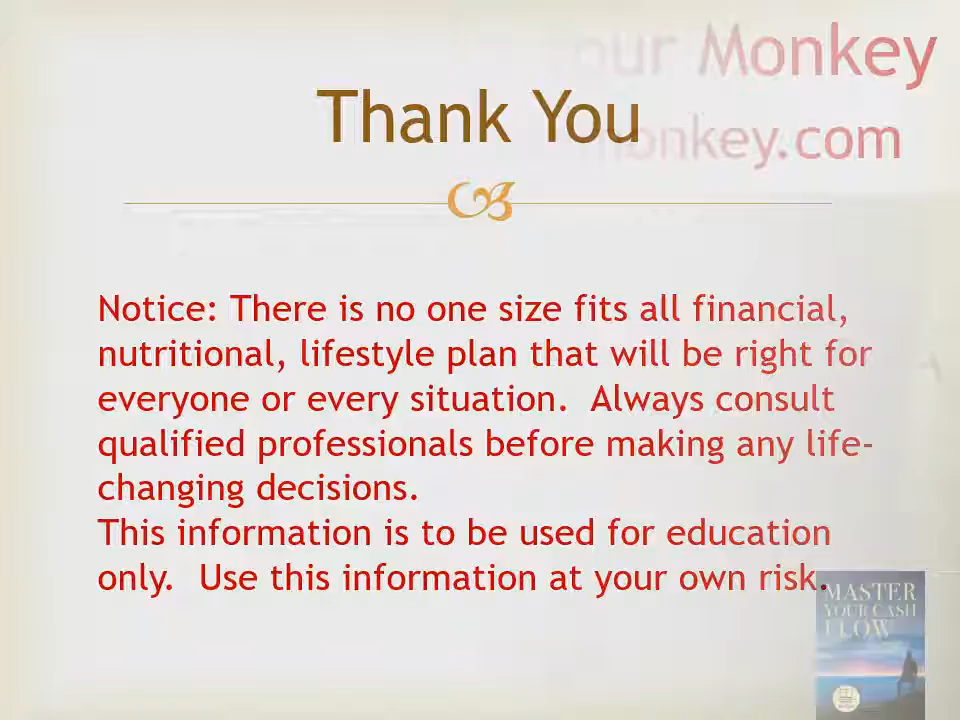 our Monkey
Thank You
monkey.com
Notice: There is no one size fits all financial,
nutritional, lifestyle plan that will be right for
everyone or every situation.  Always consult
qualified professionals before making any life-
changing decisions.
This information is to be used for education
only.  Use this information at your own risk.
MASTER
YOUR CASH
FLOW